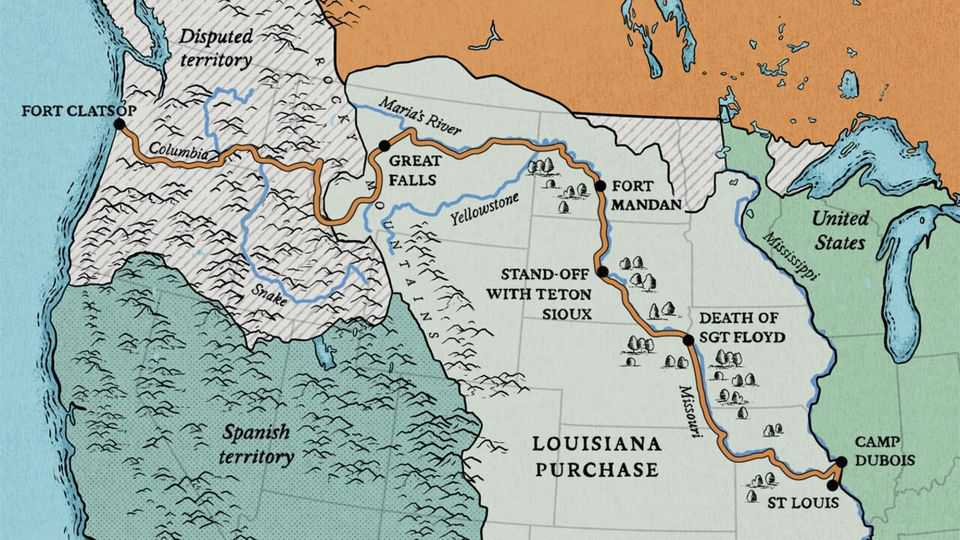 Disputed
territory
ROCKY MOUNTAINS
FORT CLATSOP
Maria's River
Columbia
GREAT
FALLS
FORT
MANDAN
Yellowstone
United
States
Mississippi
STAND-OFF
WITH TETON
SIOUX
Snake
DEATH OF
SGT FLOYD
Missouri
Spanish
territory
LOUISIANA
PURCHASE
CAMP
DUBOIS
ST LOUIS